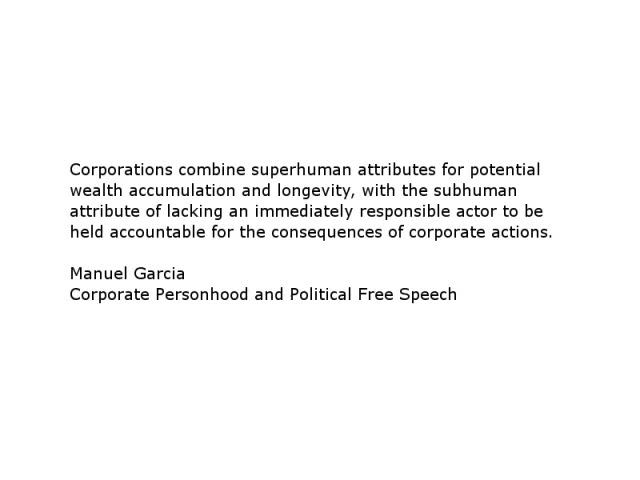 Corporations combine superhuman attributes for potential
wealth accumulation and longevity, with the subhuman
attribute of lacking an immediately responsible actor to be
held accountable for the consequences of corporate actions.

Manuel Garcia
Corporate Personhood and Political Free Speech